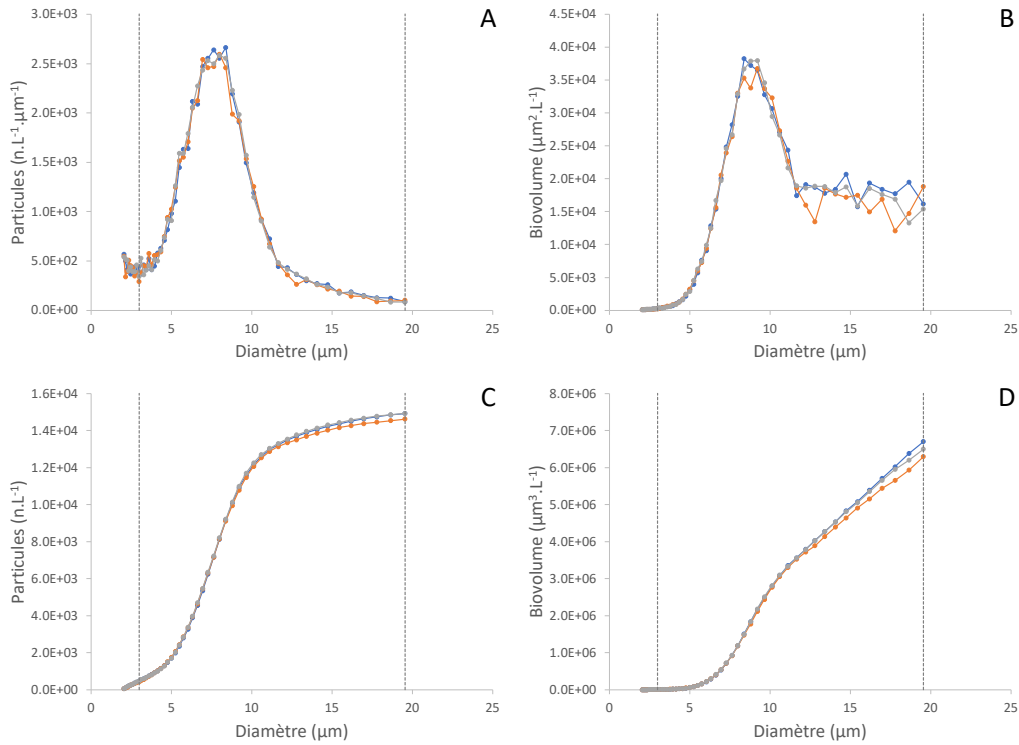 A
3.0E+03
2.5E+03
2.0E+03
1.5E+03
1.0E+03
5.0E+02
0.0E+00
Particules (n.L⁻¹.µm⁻¹)
0 5 10 15 20 25
Diamètre (µm)
B
4.5E+04
4.0E+04
3.5E+04
3.0E+04
2.5E+04
2.0E+04
1.5E+04
1.0E+04
5.0E+03
0.0E+00
Biovolume (µm².L⁻¹)
0 5 10 15 20 25
Diamètre (µm)
C
1.6E+04
1.4E+04
1.2E+04
1.0E+04
8.0E+03
6.0E+03
4.0E+03
2.0E+03
0.0E+00
Particules (n.L⁻¹)
0 5 10 15 20 25
Diamètre (µm)
D
8.0E+06
7.0E+06
6.0E+06
5.0E+06
4.0E+06
3.0E+06
2.0E+06
1.0E+06
0.0E+00
Biovolume (µm³.L⁻¹)
0 5 10 15 20 25
Diamètre (µm)